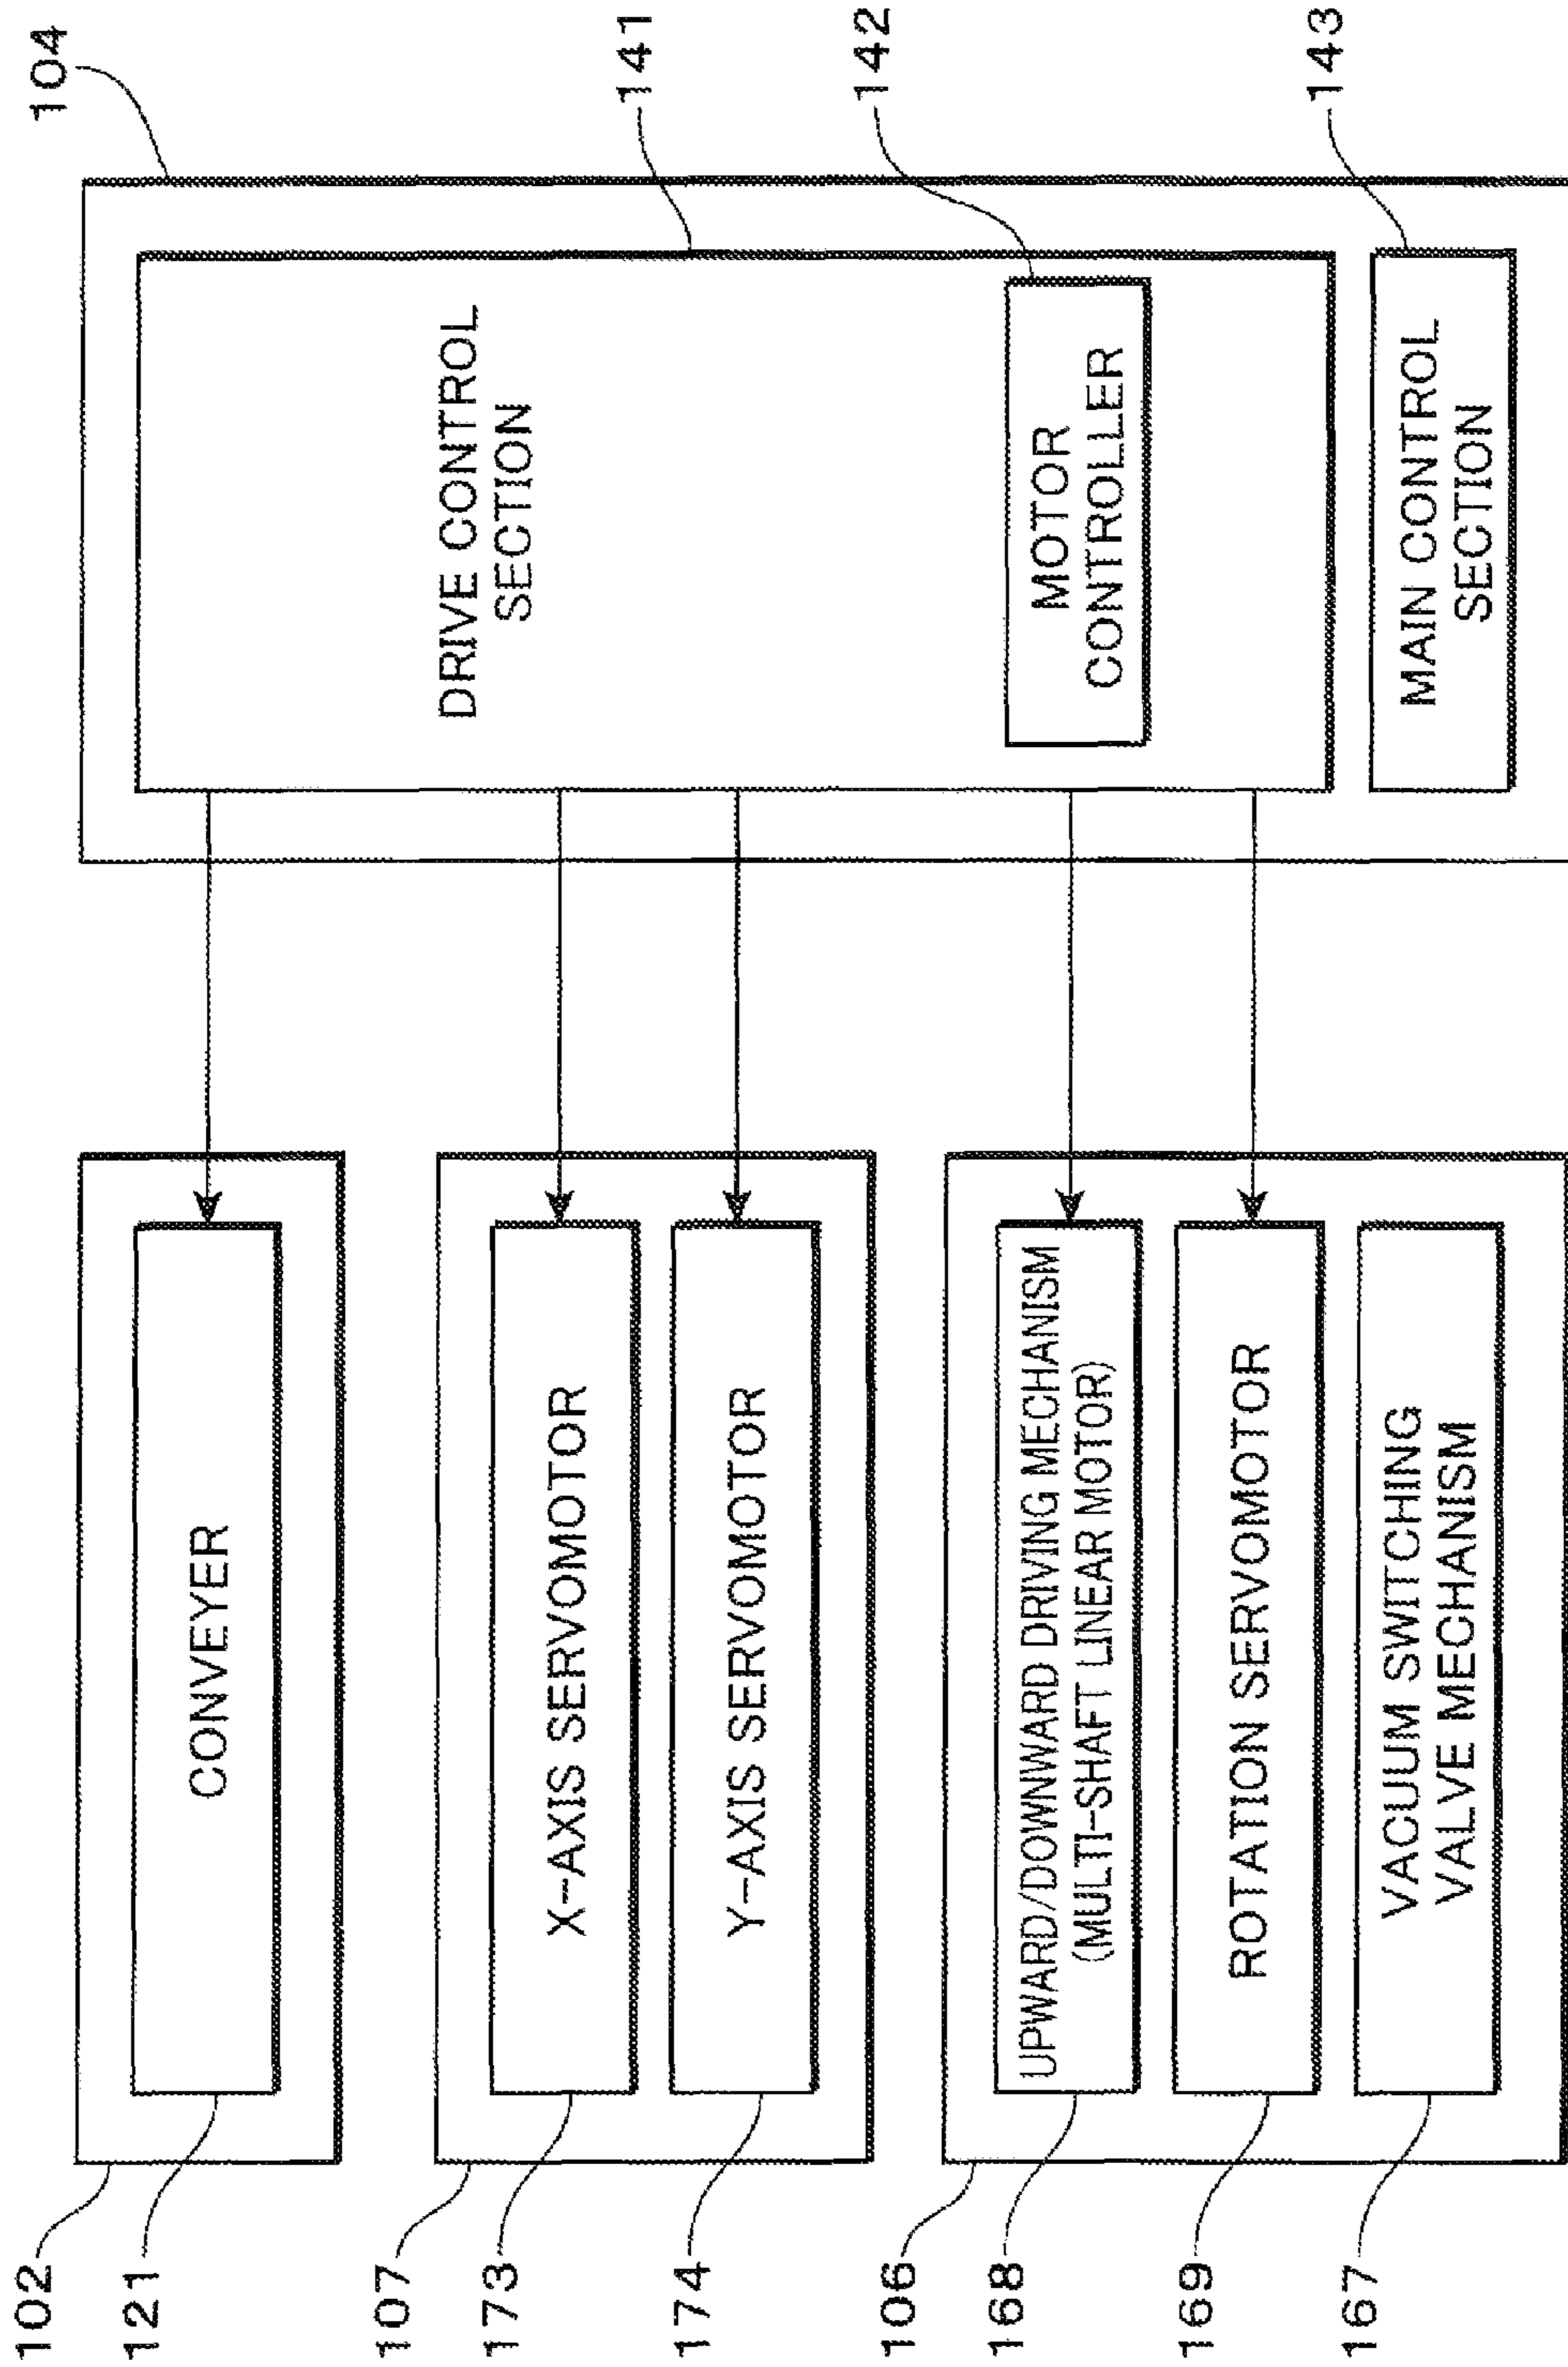 102
121
CONVEYER
107
173
X-AXIS SERVOMOTOR
174
Y-AXIS SERVOMOTOR
106
168
UPWARD/DOWNWARD DRIVING MECHANISM
(MULTI-SHAFT LINEAR MOTOR)
169
ROTATION SERVOMOTOR
167
VACUUM SWITCHING
VALVE MECHANISM
104
DRIVE CONTROL
SECTION
141
MOTOR
CONTROLLER
142
MAIN CONTROL
SECTION
143